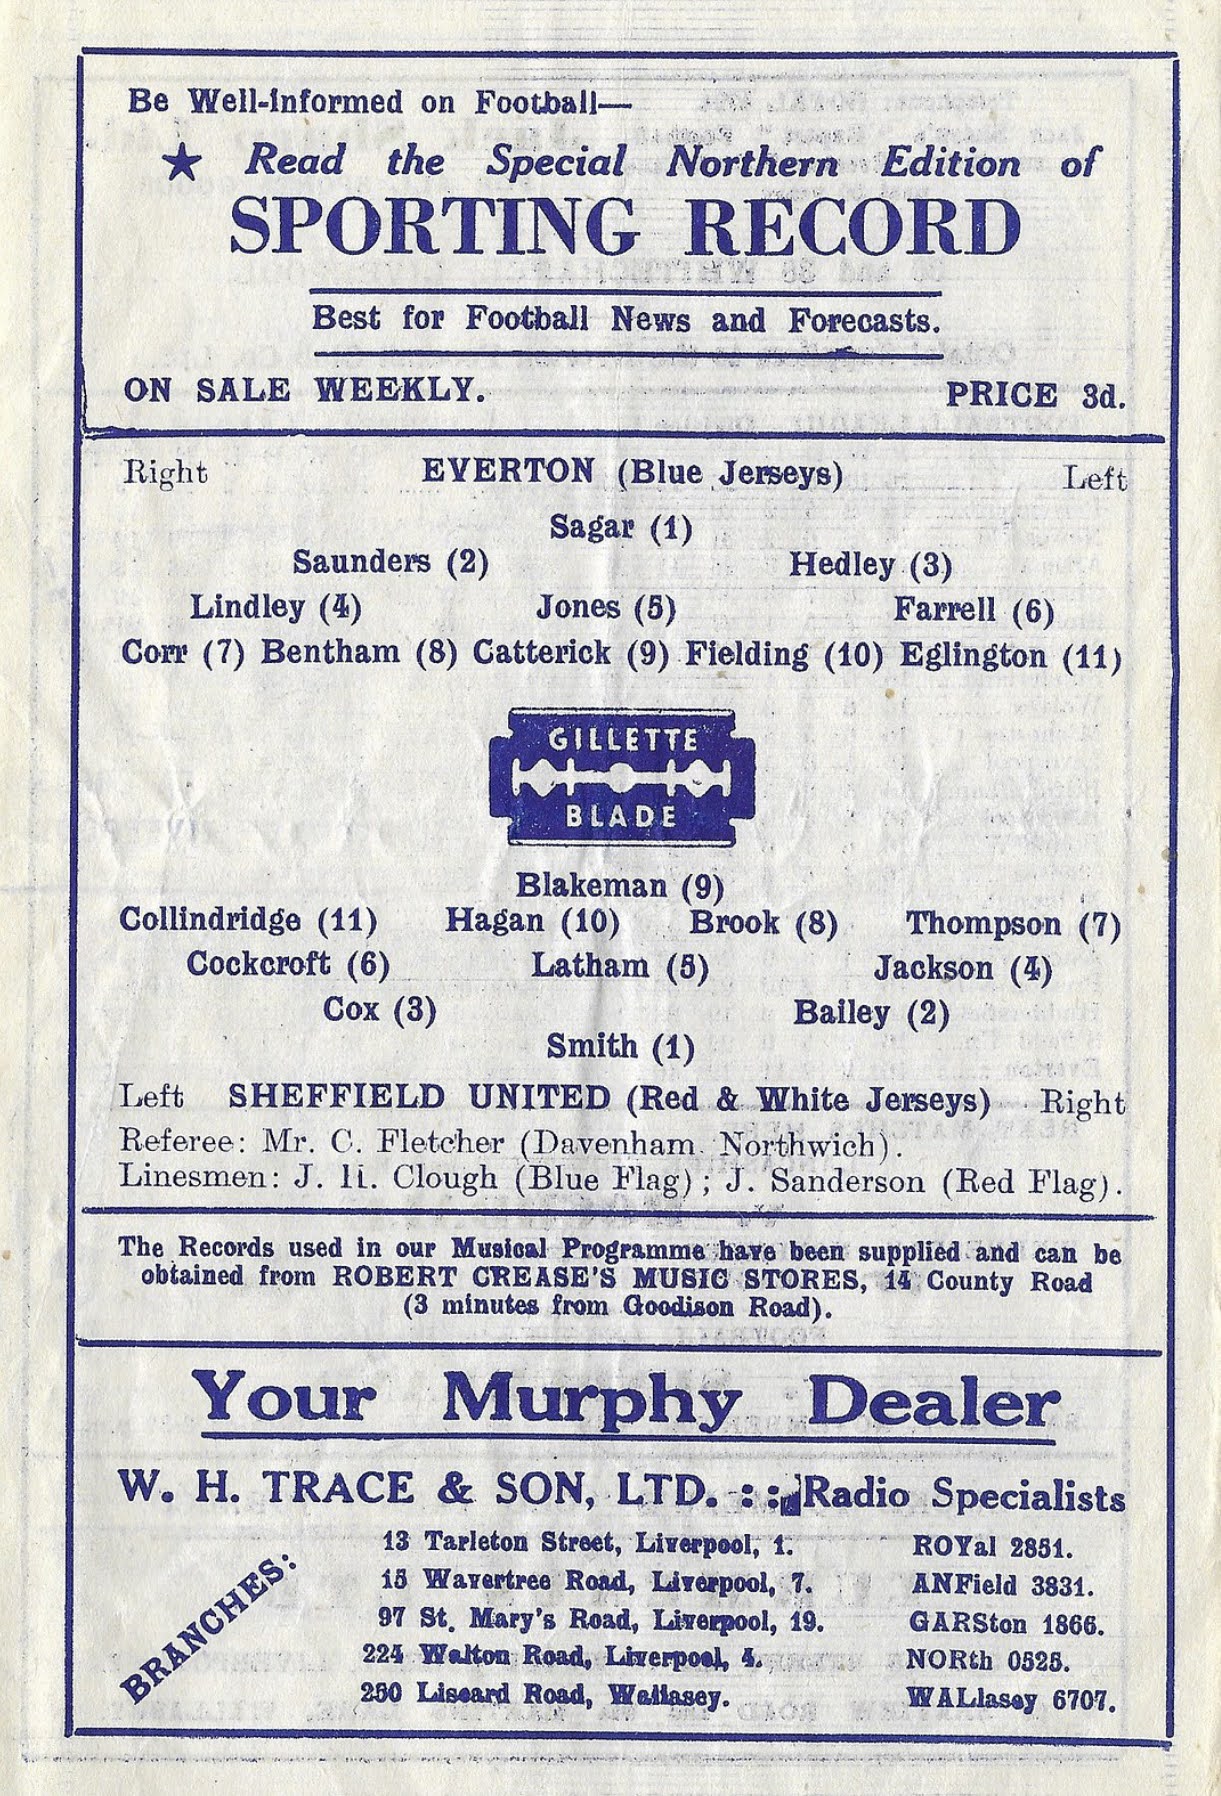 Be Well-informed on Football—
★ Read the Special Northern Edition of
SPORTING RECORD
Best for Football News and Forecasts.
ON SALE WEEKLY. PRICE 3d.
Right EVERTON (Blue Jerseys) Left
Sagar (1)
Saunders (2) Hedley (3)
Lindley (4) Jones (5) Farrell (6)
Corr (7) Bentham (8) Catterick (9) Fielding (10) Eglington (11)
GILLETTE
BLADE
Blakeman (9)
Collindridge (11) Hagan (10) Brook (8) Thompson (7)
Cockcroft (6) Latham (5) Jackson (4)
Cox (3) Bailey (2)
Smith (1)
Left SHEFFIELD UNITED (Red & White Jerseys) Right
Referee: Mr. C. Fletcher (Davenham. Northwich).
Linesmen: J. H. Clough (Blue Flag); J. Sanderson (Red Flag).
The Records used in our Musical Programme have been supplied and can be
obtained from ROBERT CREASE'S MUSIC STORES, 14 County Road
(3 minutes from Goodison Road).
Your Murphy Dealer
W. H. TRACE & SON, LTD. : : Radio Specialists
BRANCHES:
13 Tarleton Street, Liverpool, 1. ROYal 2851.
15 Wavertree Road, Liverpool, 7. ANField 3831.
97 St. Mary's Road, Liverpool, 19. GARSton 1866.
224 Walton Road, Liverpool, 4. NORth 0525.
250 Liscard Road, Wallasey. WALlasey 6707.